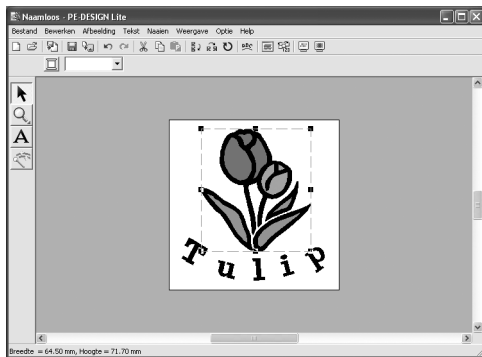 Naamloos - PE-DESIGN Lite
Bestand Bewerken Afbeelding Tekst Naaien Weergave Optie Help
abc
A
Tulip
Breedte = 64.50 mm, Hoogte = 71.70 mm